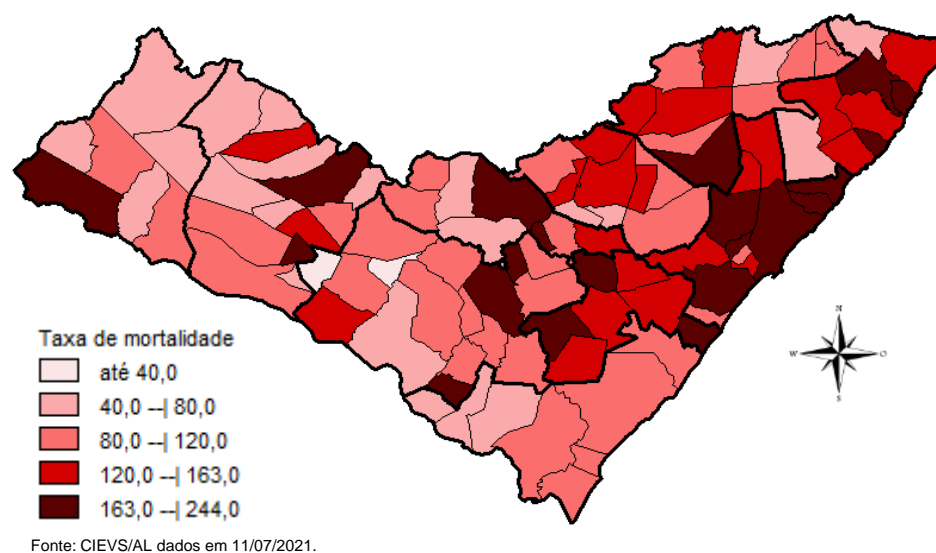 N
W
O
S
Taxa de mortalidade
até 40,0
40,0 --| 80,0
80,0 --| 120,0
120,0 --| 163,0
163,0 --| 244,0
Fonte: CIEVS/AL dados em 11/07/2021.